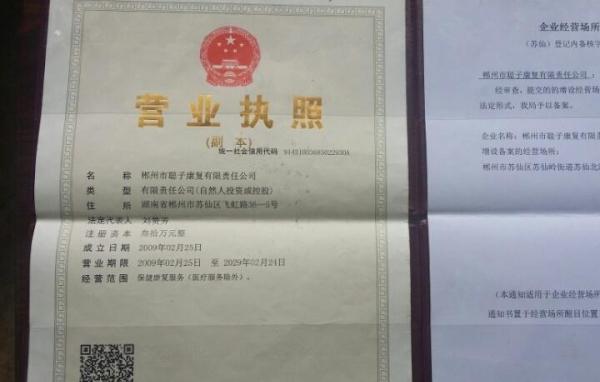 营业执照
(副 本)
统一社会信用代码
名 称 郴州市聪子康复有限责任公司
类 型 有限责任公司(自然人投资或控股)
住 所 湖南省郴州市苏仙区飞虹路36—5号
法定代表人
注册资本 叁拾万元整
成立日期 2009年02月25日
营业期限 2009年02月25日 至 2029年02月24日
经营范围 保健康复服务(医疗服务除外)。
企业经营场所
(苏仙)登记内备核字
郴州市聪子康复有限责任公司:
经审查,提交的的增设经营场
法定形式,我局予以备案。
企业名称:郴州市聪子康复有限责
增设备案的经营场所:
郴州市苏仙区苏仙岭街道苏仙北
(本通知适用于企业经营场所
通知书置于经营场所醒目位置